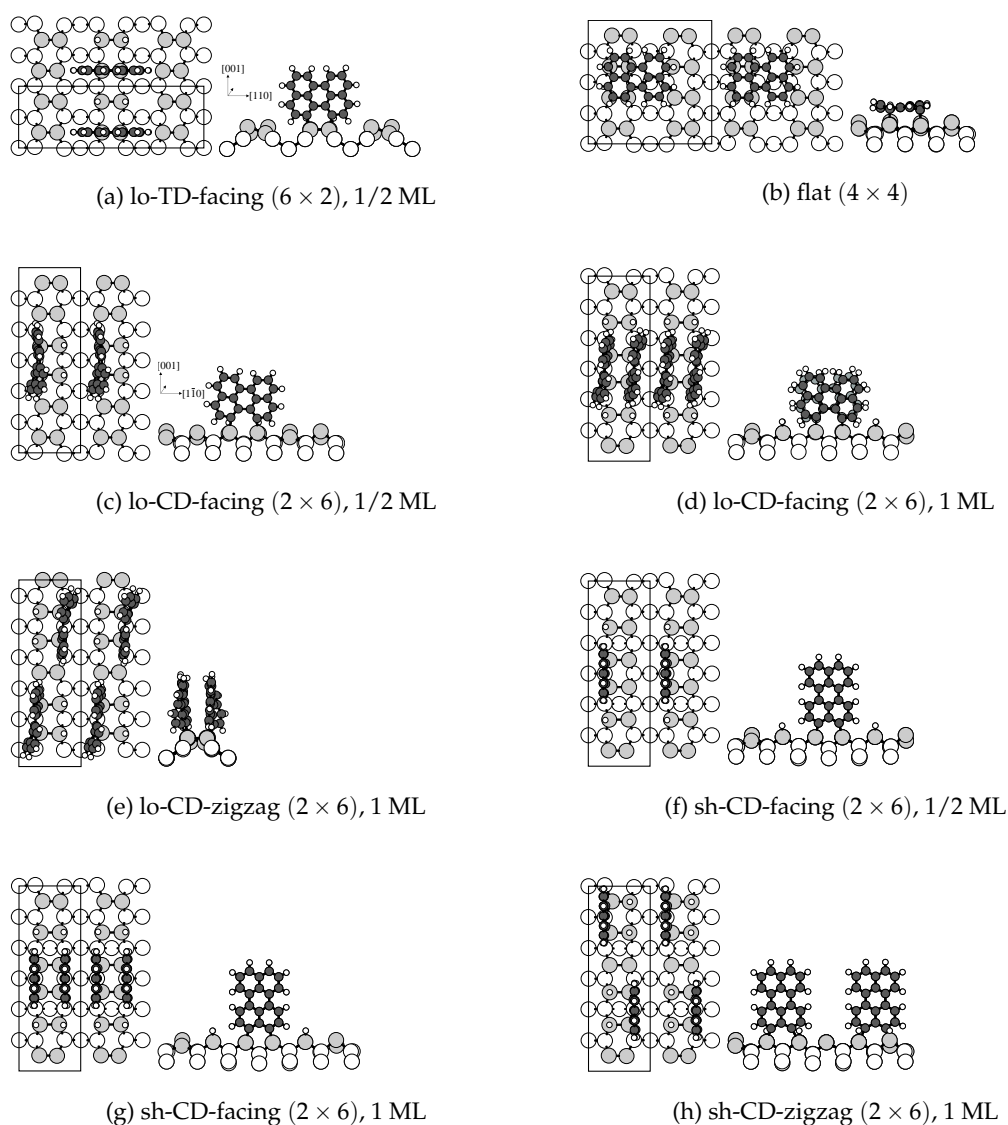 [001]
[110]
(a) lo-TD-facing (6 × 2), 1/2 ML
(b) flat (4 × 4)
[001]
[11̄0]
(c) lo-CD-facing (2 × 6), 1/2 ML
(d) lo-CD-facing (2 × 6), 1 ML
(e) lo-CD-zigzag (2 × 6), 1 ML
(f) sh-CD-facing (2 × 6), 1/2 ML
(g) sh-CD-facing (2 × 6), 1 ML
(h) sh-CD-zigzag (2 × 6), 1 ML